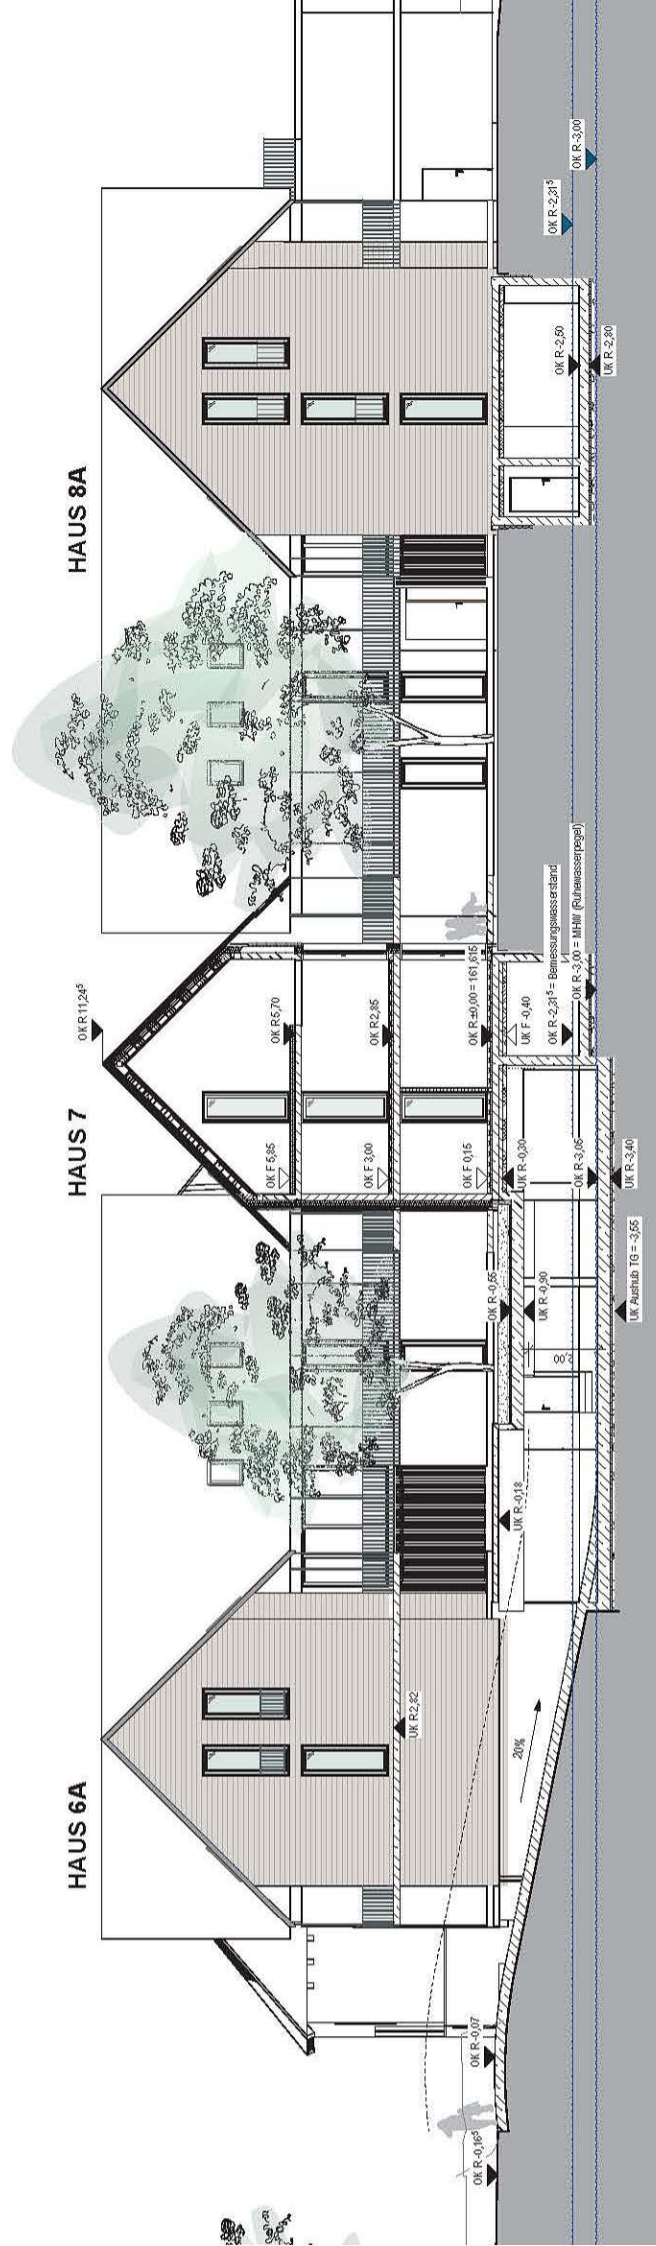 HAUS 6A
HAUS 7
HAUS 8A
OK R 11,24⁵
OK R 5,70
OK F 5,85
OK R 2,85
OK F 3,00
UK R 2,82
OK R ±0,00 = 161,615
OK F 0,15
UK F -0,40
OK R -2,31⁵ = Bemessungswasserstand
OK R -3,00 = MHW (Ruhewasserpegel)
OK R -0,16⁵
OK R -0,07
20%
UK R -0,18
OK R -0,65
UK R -0,90
UK R -0,30
OK R -3,05
UK R -3,40
UK Aushub TG = -3,55
OK R -2,50
UK R -2,80
OK R -2,31⁵
OK R -3,00